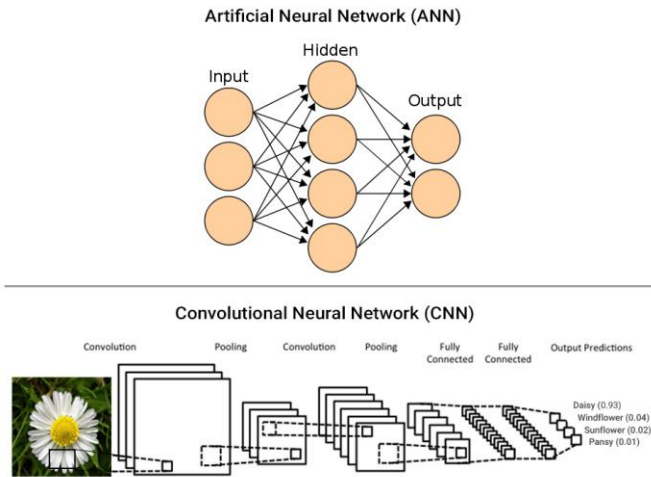 Artificial Neural Network (ANN)
Hidden
Input
Output
Convolutional Neural Network (CNN)
Convolution
Pooling
Convolution
Pooling
Fully
Connected
Fully
Connected
Output Predictions
Daisy (0.93)
Windflower (0.04)
Sunflower (0.02)
Pansy (0.01)